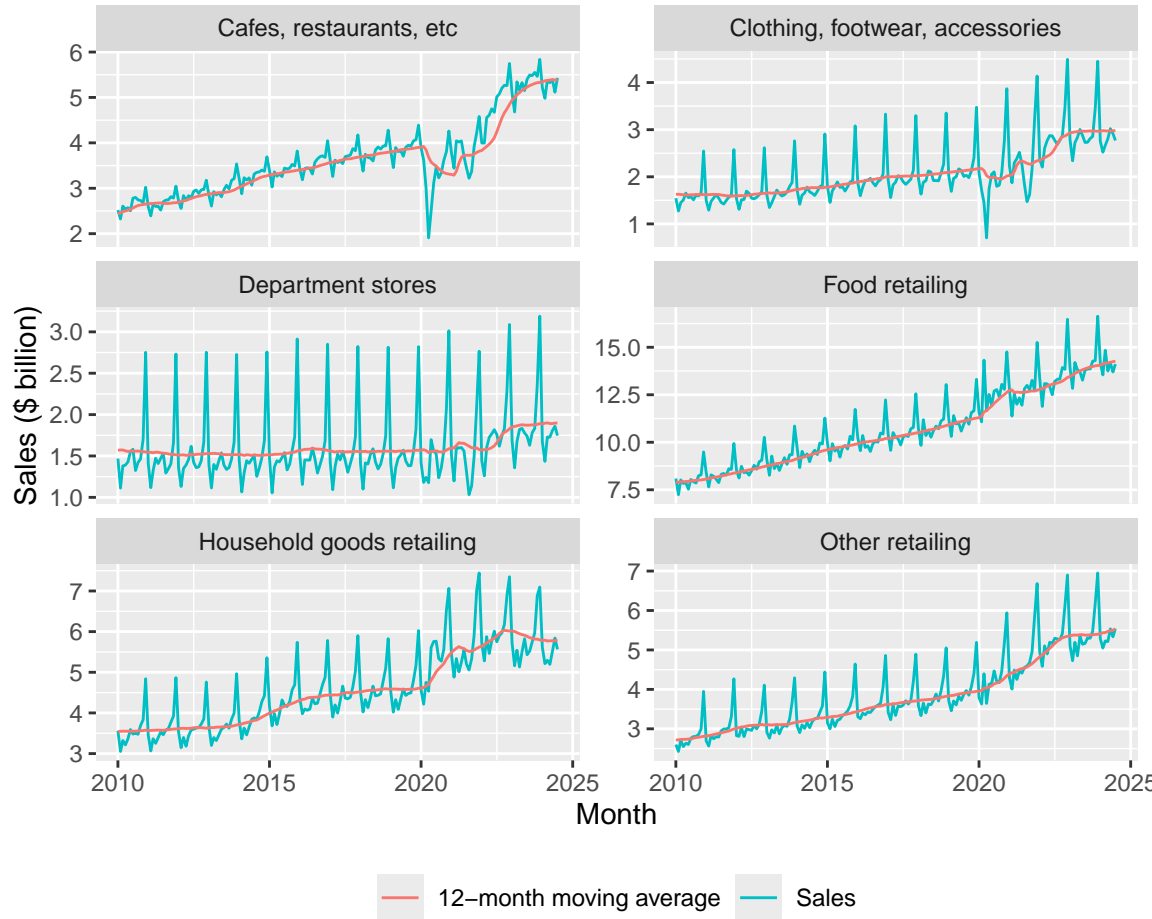 Cafes, restaurants, etc
6
5
4
3
2
Clothing, footwear, accessories
4
3
2
1
Department stores
3.0
2.5
2.0
1.5
1.0
Food retailing
15.0
12.5
10.0
7.5
Sales ($ billion)
Household goods retailing
7
6
5
4
3
2010 2015 2020 2025
Other retailing
7
6
5
4
3
2010 2015 2020 2025
Month
12−month moving average Sales